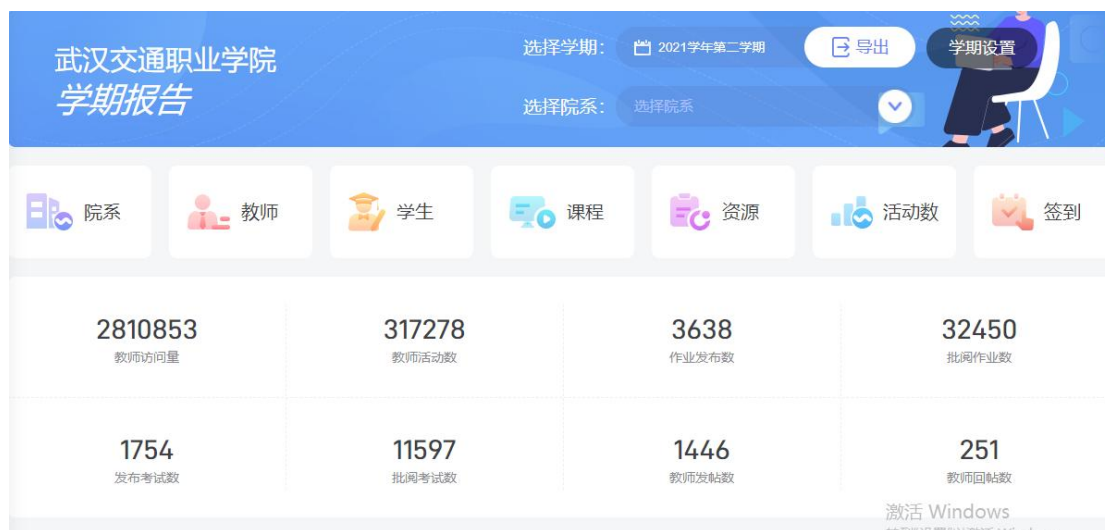 武汉交通职业学院
学期报告
选择学期： 2021学年第二学期 导出 学期设置
选择院系： 选择院系
院系 教师 学生 课程 资源 活动数 签到
2810853 317278 3638 32450
教师访问量 教师活动数 作业发布数 批阅作业数
1754 11597 1446 251
发布考试数 批阅考试数 教师发帖数 教师回帖数
激活 Windows